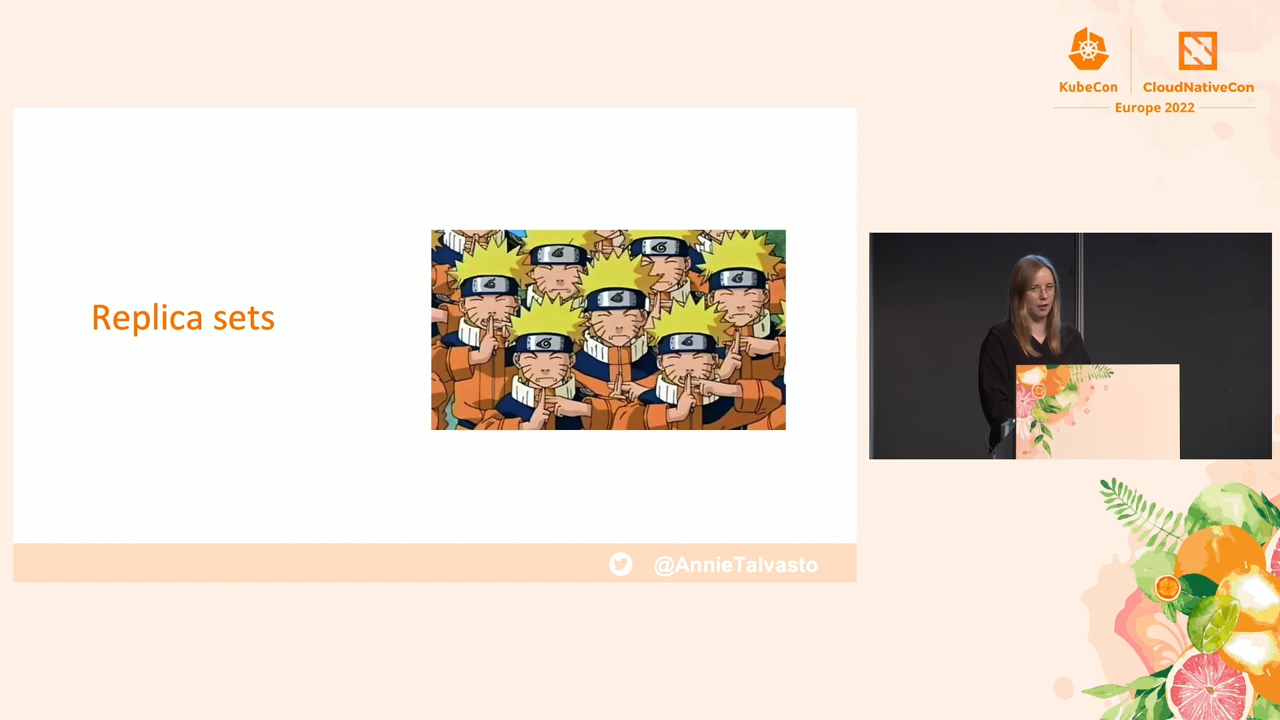 KubeCon
CloudNativeCon
Europe 2022
Replica sets
@AnnieTalvasto